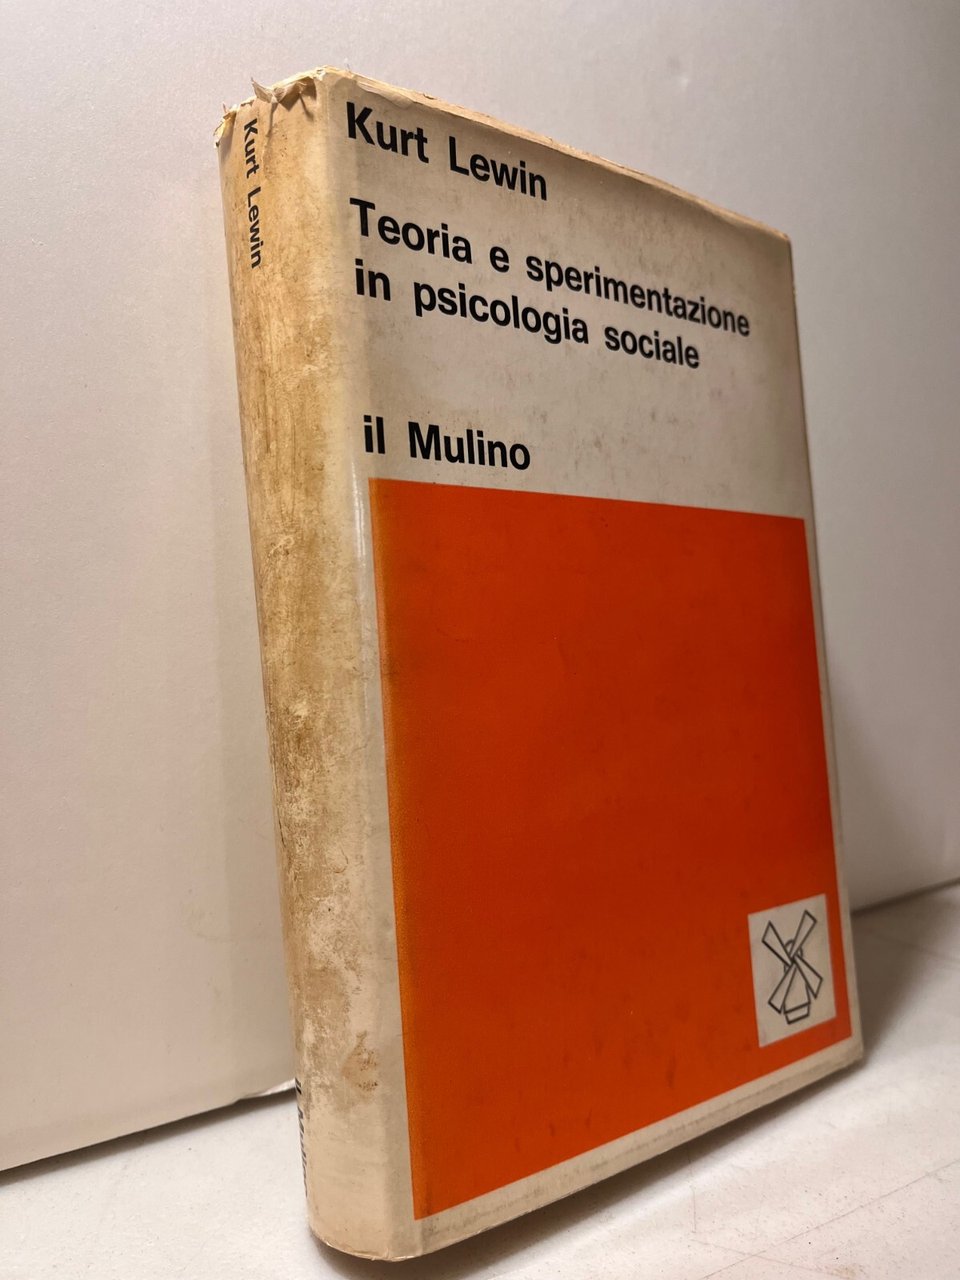 Kurt Lewin
Teoria e sperimentazione
in psicologia sociale
il Mulino
Kurt Lewin